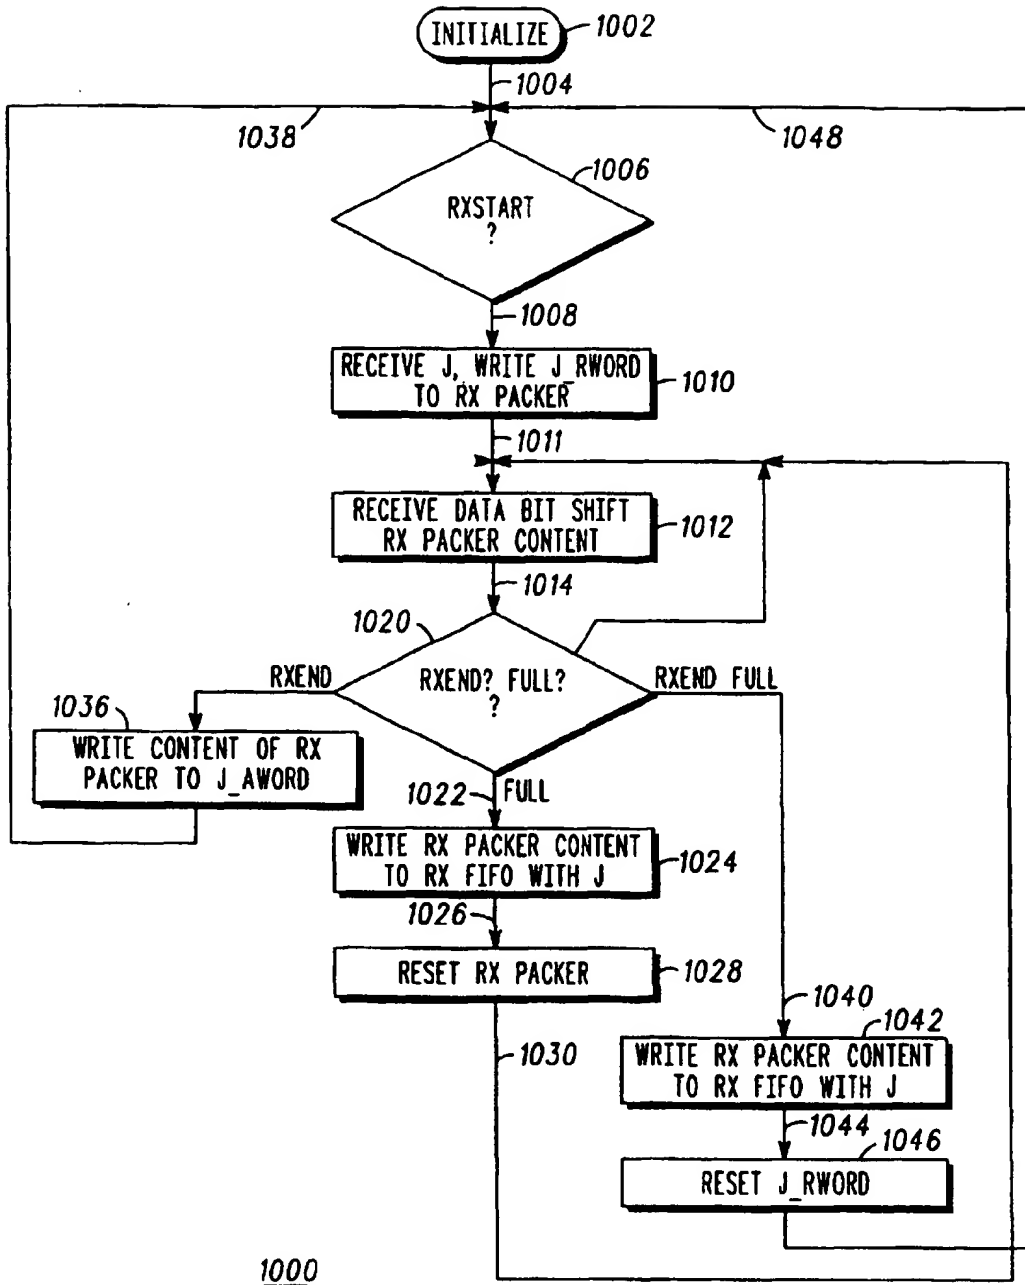 INITIALIZE
1002
1004
1038
1048
1006
RXSTART
?
1008
RECEIVE J, WRITE J_RWORD
TO RX PACKER
1010
1011
RECEIVE DATA BIT SHIFT
RX PACKER CONTENT
1012
1014
1020
RXEND
RXEND? FULL?
?
RXEND FULL
1036
WRITE CONTENT OF RX
PACKER TO J_AWORD
1022
FULL
WRITE RX PACKER CONTENT
TO RX FIFO WITH J
1024
1026
RESET RX PACKER
1028
1030
1040
1042
WRITE RX PACKER CONTENT
TO RX FIFO WITH J
1044
1046
RESET J_RWORD
1000